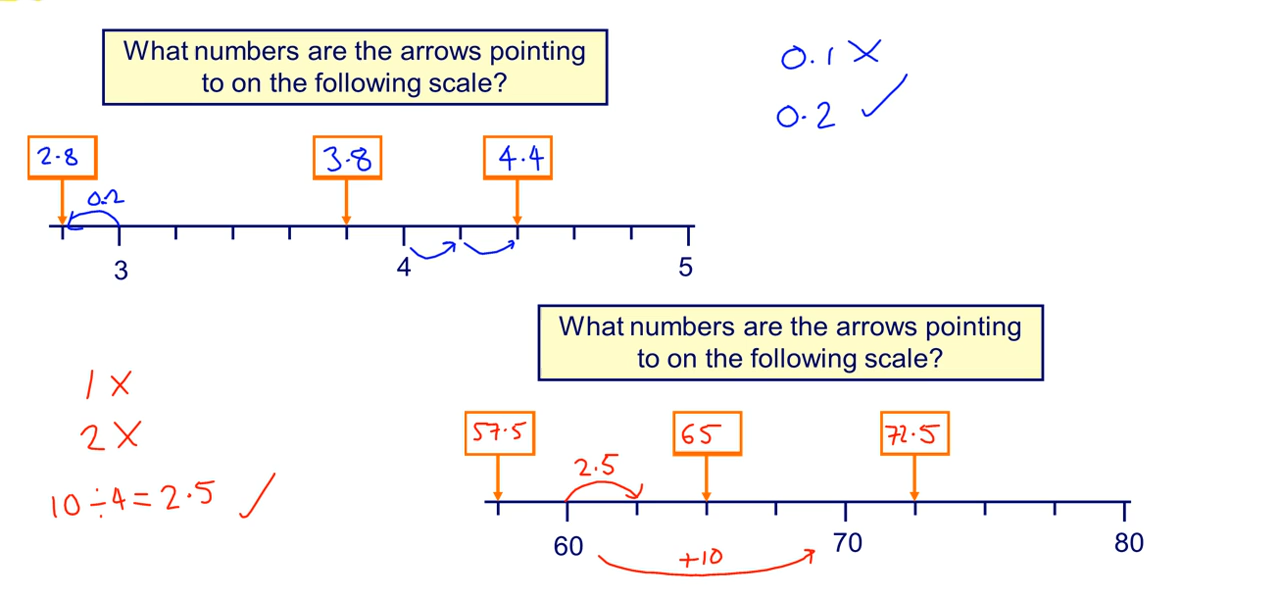 What numbers are the arrows pointing
to on the following scale?
0.1 X
0.2 ✓
2.8
3.8
4.4
0.2
3
4
5
What numbers are the arrows pointing
to on the following scale?
1 X
2 X
10 ÷ 4 = 2.5 ✓
57.5
65
72.5
2.5
60
70
80
+10